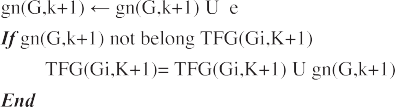 gn(G,k+1) ← gn(G,k+1) U e
If gn(G,k+1) not belong TFG(Gi,K+1)
TFG(Gi,K+1)= TFG(Gi,K+1) U gn(G,k+1)
End